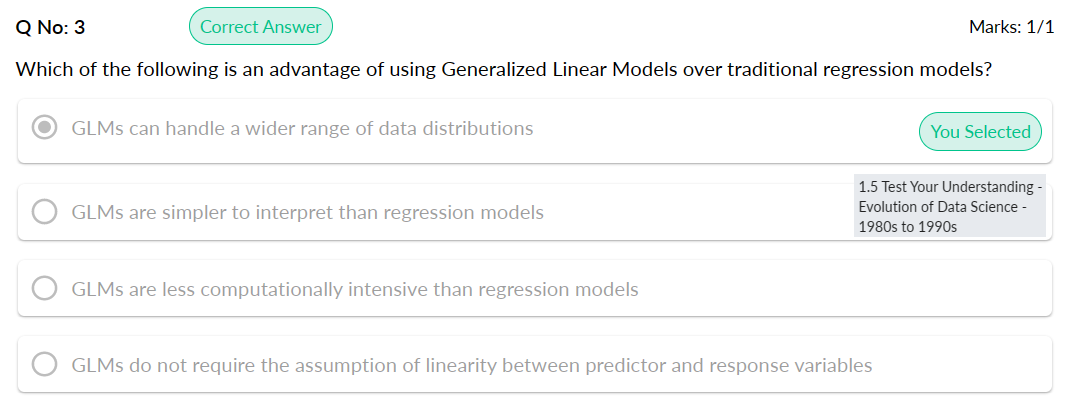 Q No: 3
Correct Answer
Marks: 1/1
Which of the following is an advantage of using Generalized Linear Models over traditional regression models?
GLMs can handle a wider range of data distributions
You Selected
1.5 Test Your Understanding -
Evolution of Data Science -
1980s to 1990s
GLMs are simpler to interpret than regression models
GLMs are less computationally intensive than regression models
GLMs do not require the assumption of linearity between predictor and response variables